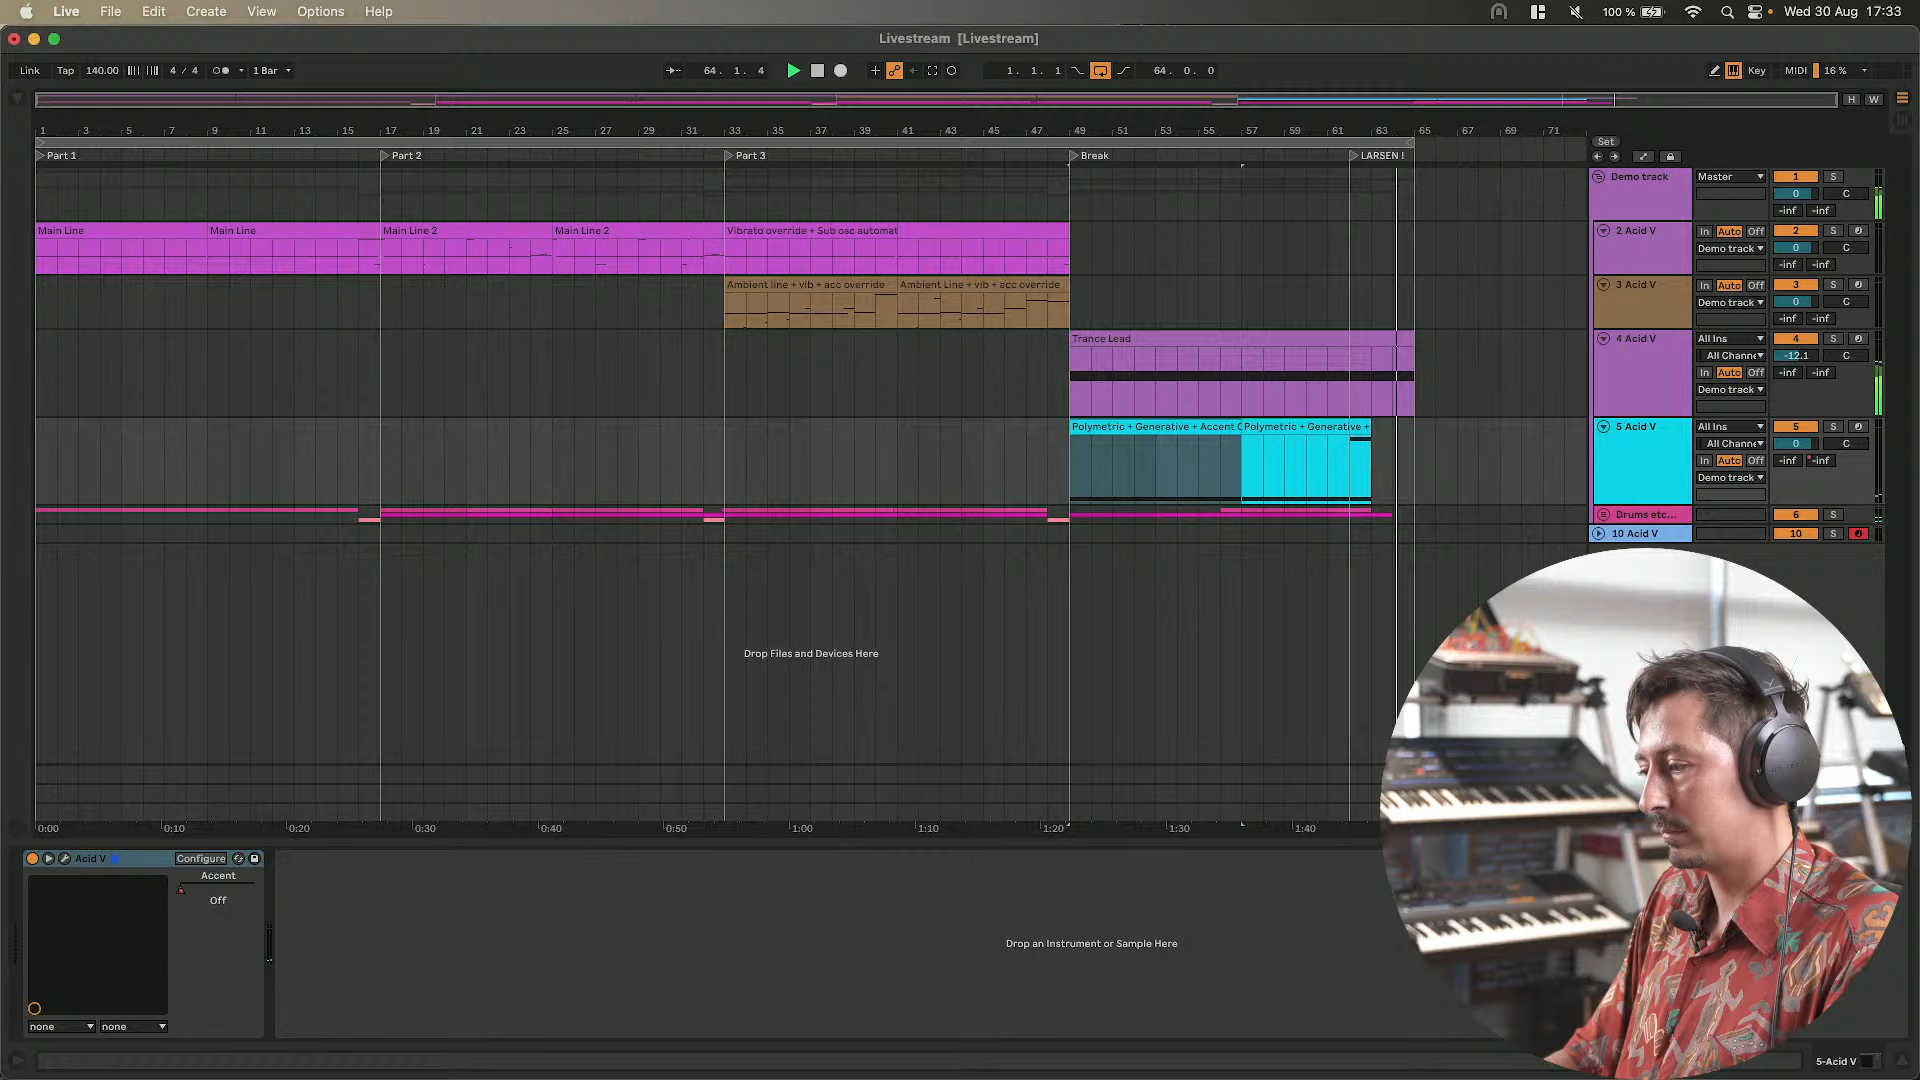 Live File Edit Create View Options Help 100 % Wed 30 Aug 17:33
Livestream [Livestream]
Link Tap 140.00 4 / 4 1 Bar 64. 1. 4 1. 1. 1 64. 0. 0 Key MIDI 16 %
H W
1 3 5 7 9 11 13 15 17 19 21 23 25 27 29 31 33 35 37 39 41 43 45 47 49 51 53 55 57 59 61 63 65 67 69 71
Set
Part 1 Part 2 Part 3 Break LARSEN !
Demo track Master 1 S
0 C
-inf -inf
Main Line Main Line Main Line 2 Main Line 2 Vibrato override + Sub osc automat
2 Acid V In Auto Off 2 S
Demo track 0 C
-inf -inf
Ambient line + vib + acc override Ambient Line + vib + acc override
3 Acid V In Auto Off 3 S
Demo track 0 C
-inf -inf
Trance Lead
4 Acid V All Ins 4 S
All Channe -12.1 C
In Auto Off -inf -inf
Demo track
Polymetric + Generative + Accent Polymetric + Generative +
5 Acid V All Ins 5 S
All Channe 0 C
In Auto Off -inf -inf
Demo track
Drums etc... 6 S
10 Acid V 10 S
Drop Files and Devices Here
0:00 0:10 0:20 0:30 0:40 0:50 1:00 1:10 1:20 1:30 1:40
Acid V Configure
Accent
Off
Drop an Instrument or Sample Here
none none
5-Acid V